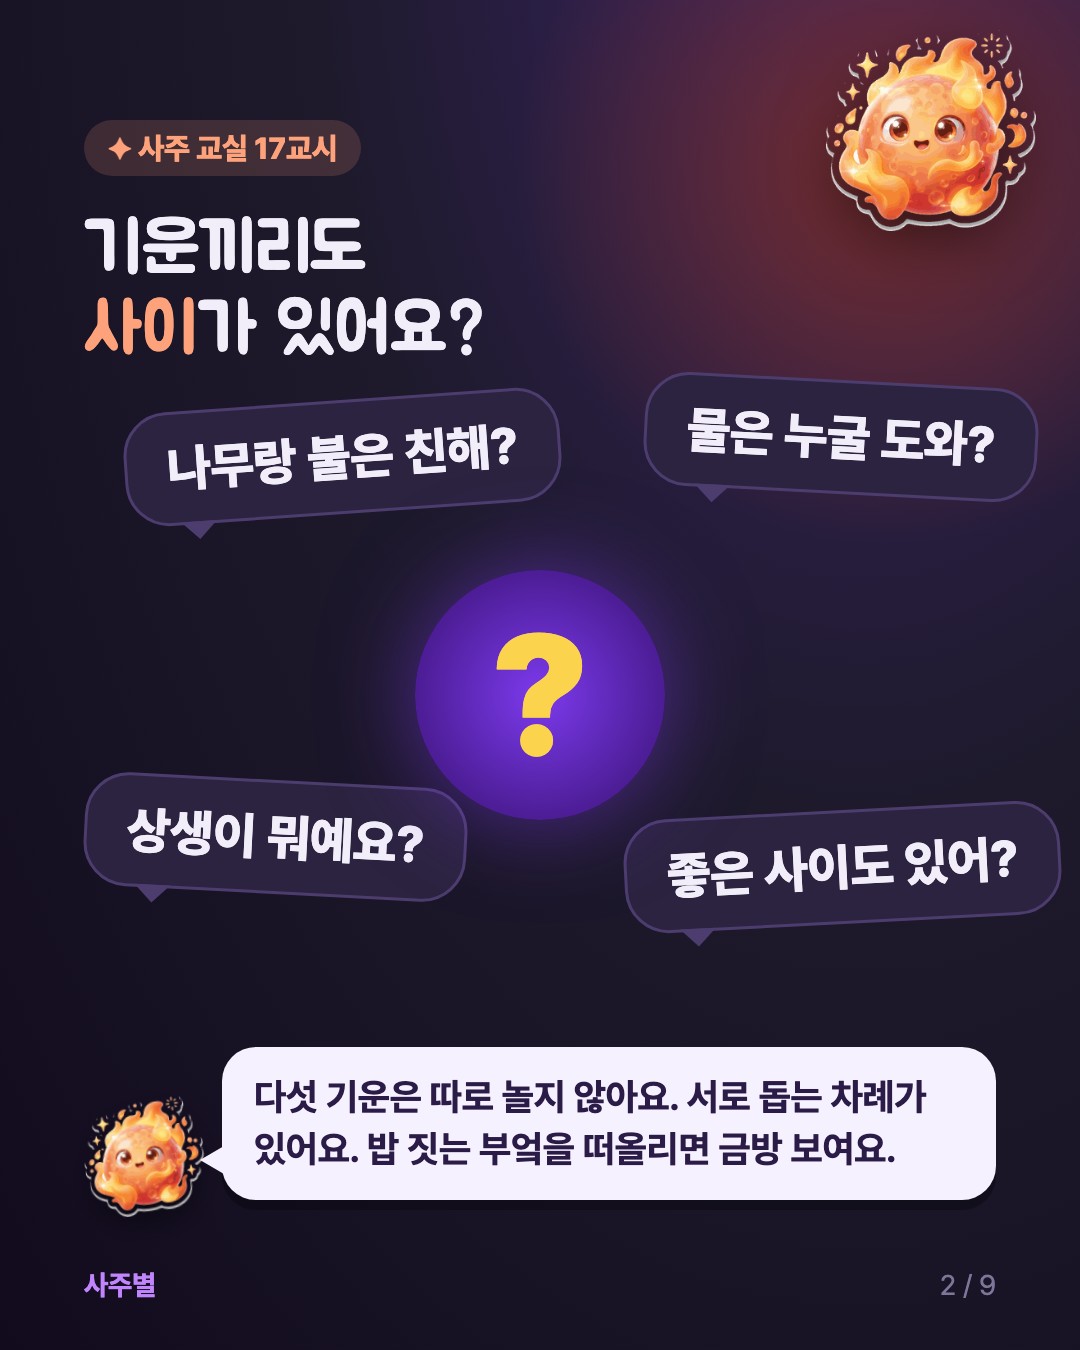 ✦ 사주 교실 17교시
기운끼리도
사이가 있어요?
나무랑 불은 친해?
물은 누굴 도와?
?
상생이 뭐예요?
좋은 사이도 있어?
다섯 기운은 따로 놀지 않아요. 서로 돕는 차례가
있어요. 밥 짓는 부엌을 떠올리면 금방 보여요.
사주별
2 / 9